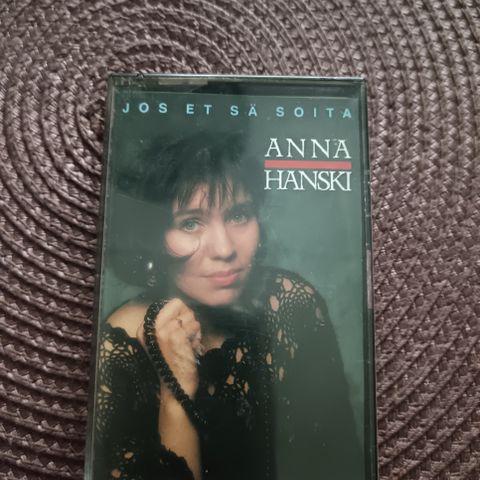 JOS ET SÄ SOITA
ANNA
HANSKI